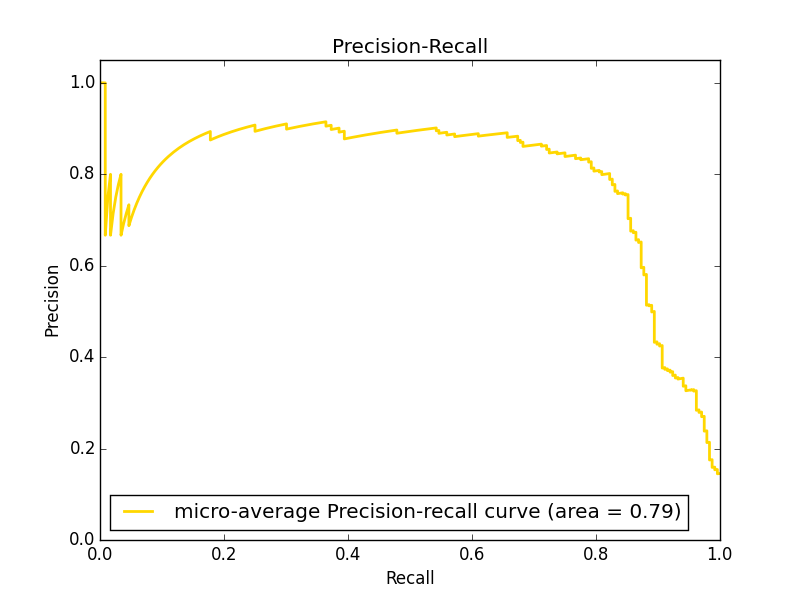 Precision-Recall
1.0
0.8
0.6
0.4
0.2
0.0
Precision
micro-average Precision-recall curve (area = 0.79)
0.0 0.2 0.4 0.6 0.8 1.0
Recall